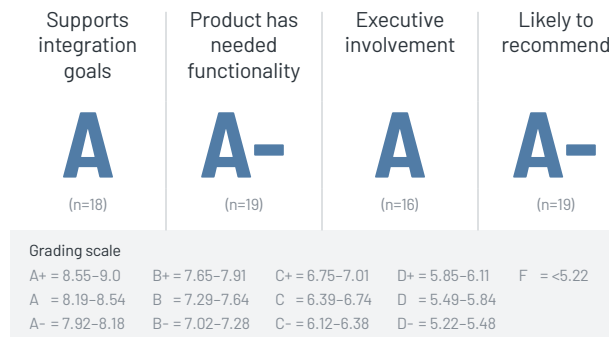 Supports
integration
goals
A
(n=18)
Product has
needed
functionality
A-
(n=19)
Executive
involvement
A
(n=16)
Likely to
recommend
A-
(n=19)
Grading scale
A+ = 8.55–9.0 B+ = 7.65–7.91 C+ = 6.75–7.01 D+ = 5.85–6.11 F = <5.22
A = 8.19–8.54 B = 7.29–7.64 C = 6.39–6.74 D = 5.49–5.84
A- = 7.92–8.18 B- = 7.02–7.28 C- = 6.12–6.38 D- = 5.22–5.48